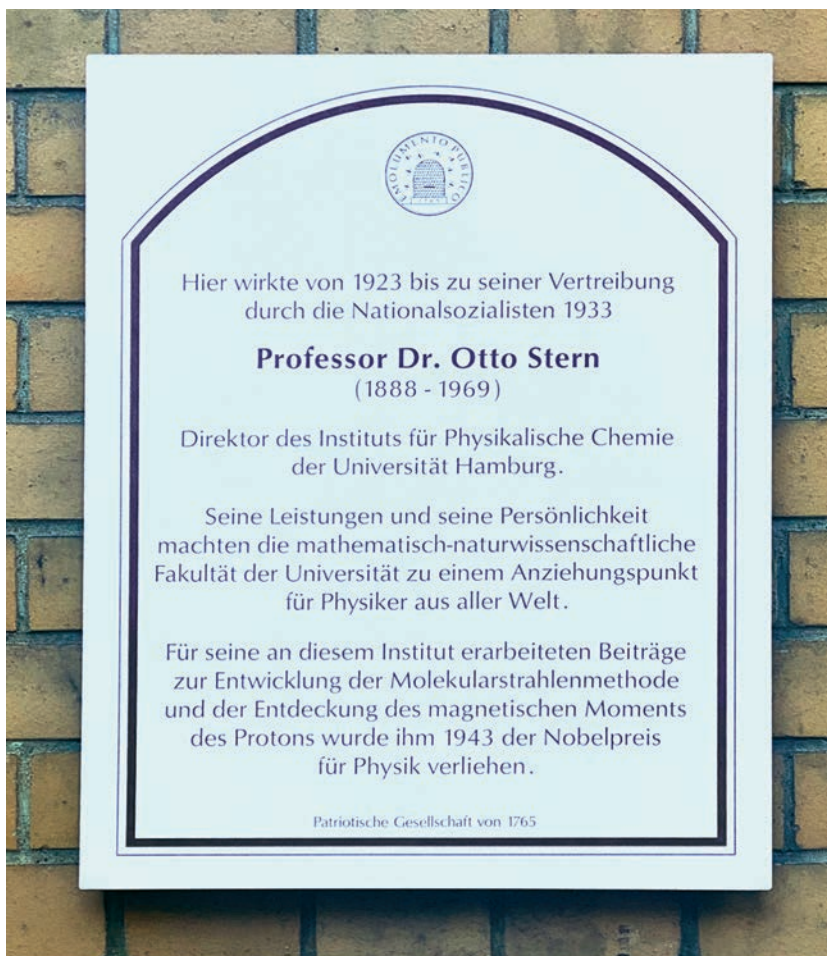 EMOLUMENTO PUBLICO
Hier wirkte von 1923 bis zu seiner Vertreibung
durch die Nationalsozialisten 1933
Professor Dr. Otto Stern
(1888 - 1969)
Direktor des Instituts für Physikalische Chemie
der Universität Hamburg.
Seine Leistungen und seine Persönlichkeit
machten die mathematisch-naturwissenschaftliche
Fakultät der Universität zu einem Anziehungspunkt
für Physiker aus aller Welt.
Für seine an diesem Institut erarbeiteten Beiträge
zur Entwicklung der Molekularstrahlenmethode
und der Entdeckung des magnetischen Moments
des Protons wurde ihm 1943 der Nobelpreis
für Physik verliehen.
Patriotische Gesellschaft von 1765